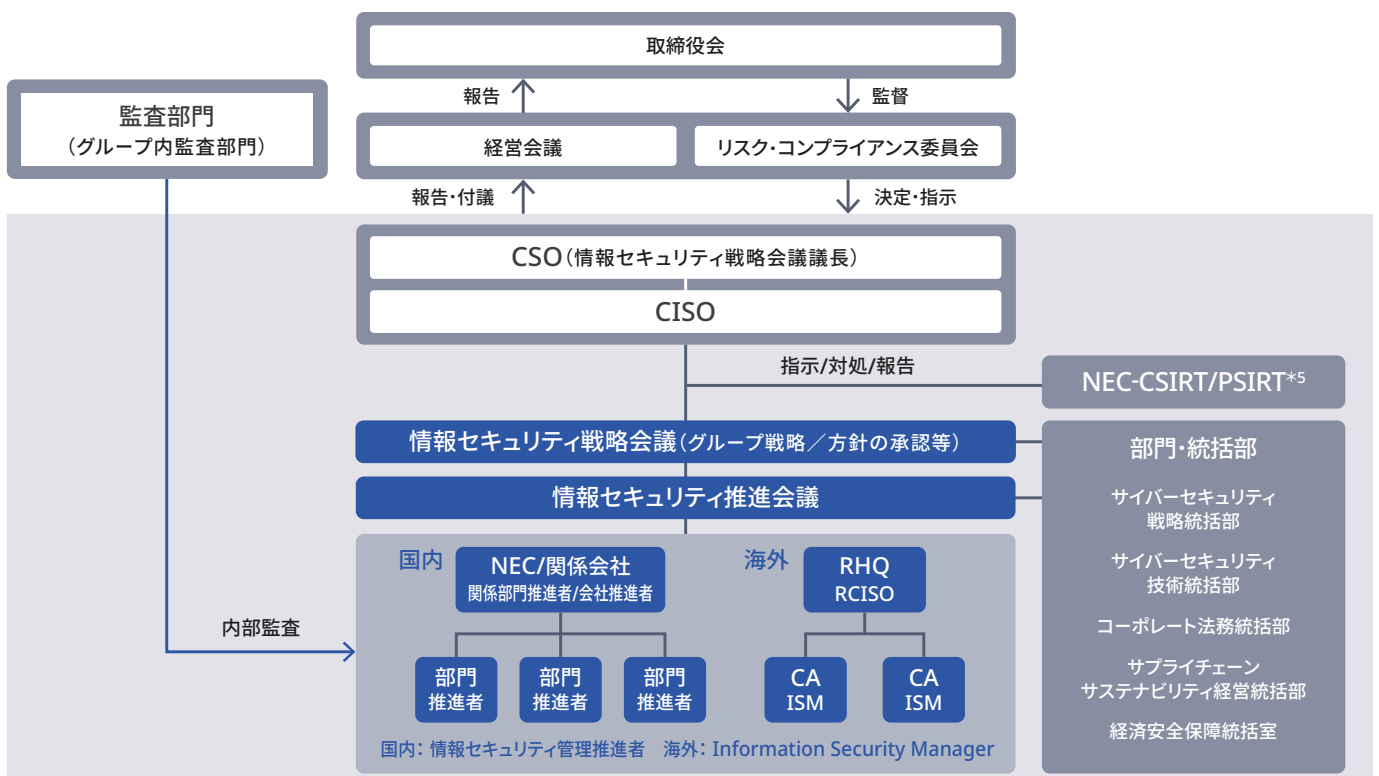 取締役会
報告
監督
監査部門
（グループ内監査部門）
経営会議
リスク・コンプライアンス委員会
報告・付議
決定・指示
CSO（情報セキュリティ戦略会議議長）
CISO
指示/対処/報告
NEC-CSIRT/PSIRT＊5
情報セキュリティ戦略会議（グループ戦略／方針の承認等）
情報セキュリティ推進会議
部門・統括部
サイバーセキュリティ
戦略統括部
サイバーセキュリティ
技術統括部
コーポレート法務統括部
サプライチェーン
サステナビリティ経営統括部
経済安全保障統括室
内部監査
国内
NEC/関係会社
関係部門推進者/会社推進者
部門
推進者
部門
推進者
部門
推進者
海外
RHQ
RCISO
CA
ISM
CA
ISM
国内：情報セキュリティ管理推進者　海外：Information Security Manager